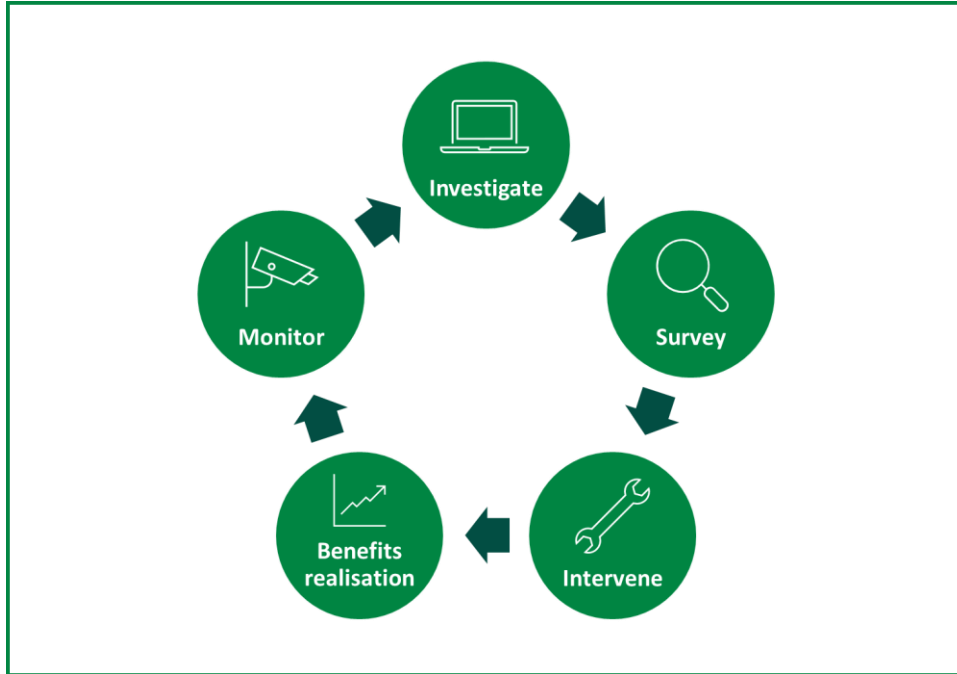 Investigate
Survey
Intervene
Benefits
realisation
Monitor